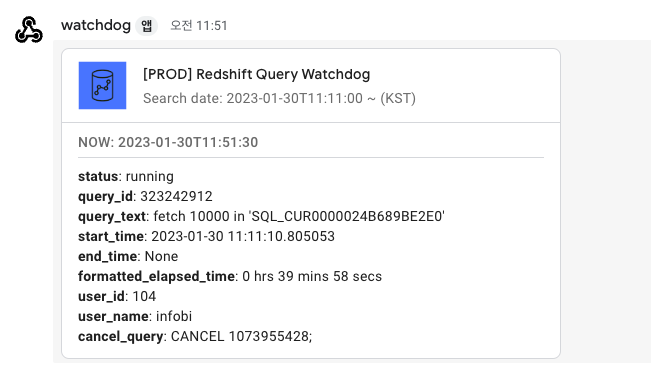 watchdog 앱 오전 11:51
[PROD] Redshift Query Watchdog
Search date: 2023-01-30T11:11:00 ~ (KST)
NOW: 2023-01-30T11:51:30
status: running
query_id: 323242912
query_text: fetch 10000 in 'SQL_CUR0000024B689BE2E0'
start_time: 2023-01-30 11:11:10.805053
end_time: None
formatted_elapsed_time: 0 hrs 39 mins 58 secs
user_id: 104
user_name: infobi
cancel_query: CANCEL 1073955428;